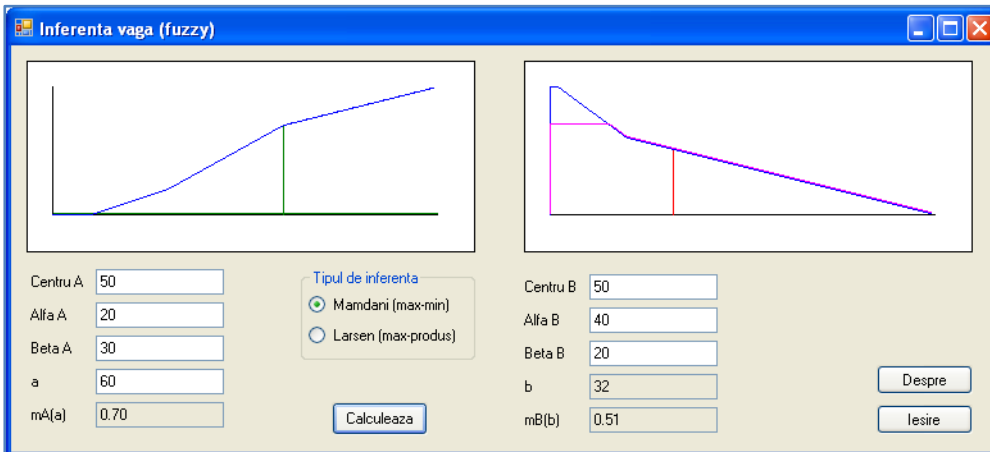 Inferenta vaga (fuzzy)
Centru A 50
Alfa A 20
Beta A 30
a 60
mA(a) 0.70
Tipul de inferenta
Mamdani (max-min)
Larsen (max-produs)
Calculeaza
Centru B 50
Alfa B 40
Beta B 20
b 32
mB(b) 0.51
Despre
Iesire